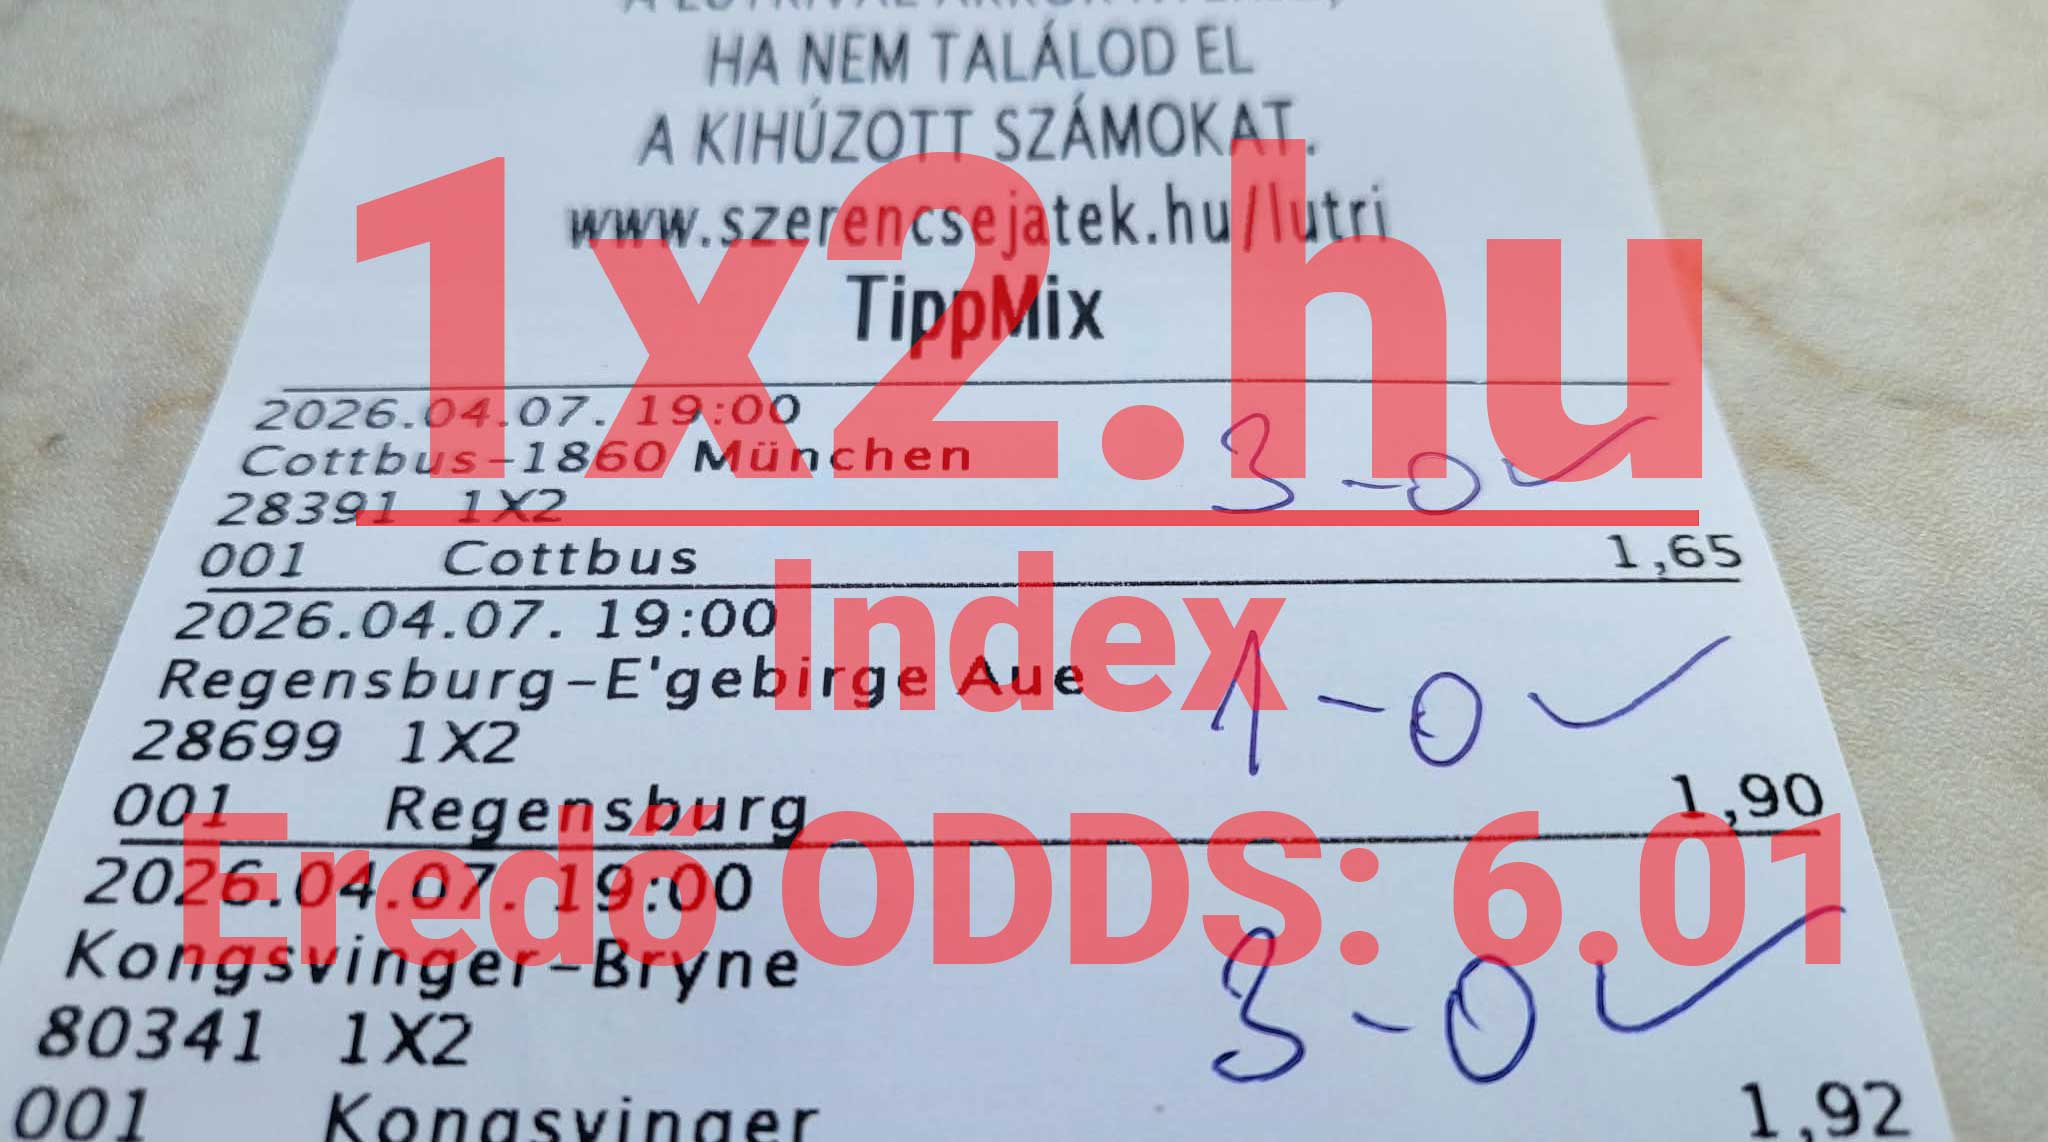 HA NEM TALÁLOD EL
A KIHÚZOTT SZÁMOKAT.
www.szerencsejatek.hu/lutri
TippMix
1x2.hu
2026.04.07. 19:00
Cottbus-1860 München
3-0
28391 1X2
001 Cottbus 1,65
Index
2026.04.07. 19:00
Regensburg-E'gebirge Aue
1-0
28699 1X2
001 Regensburg 1,90
Eredő ODDS: 6.01
2026.04.07. 19:00
Kongsvinger-Bryne
3-0
80341 1X2
001 Kongsvinger 1,92